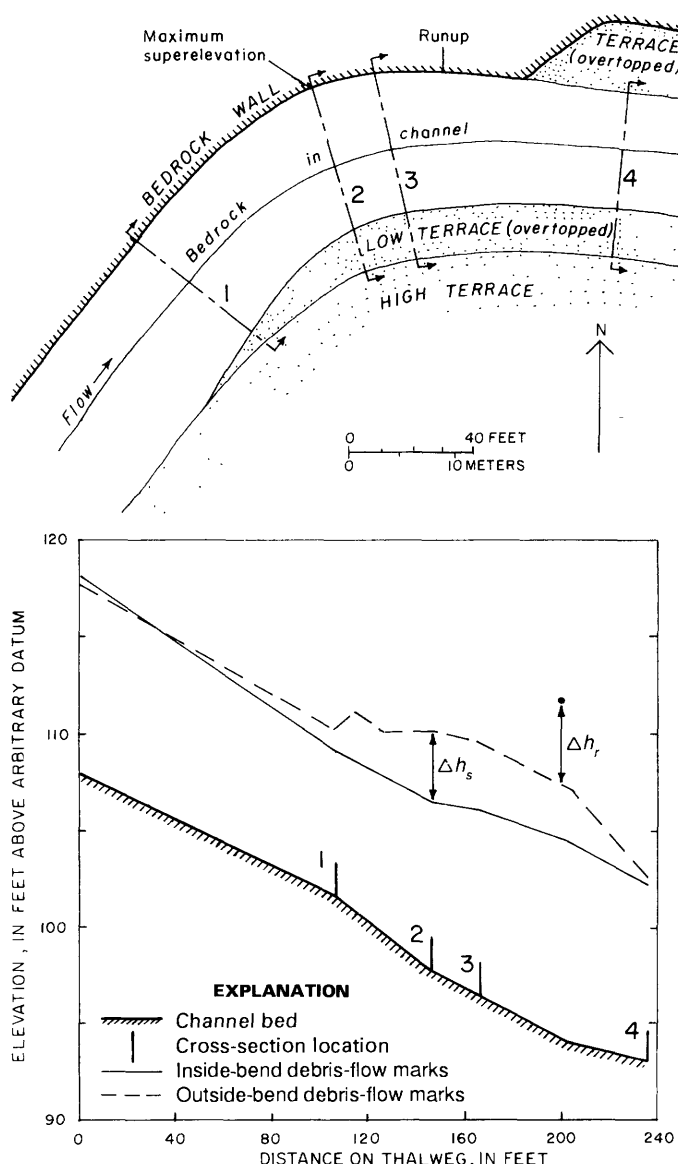 Maximum
superelevation
Runup
TERRACE
(overtopped)
BEDROCK WALL
Bedrock in channel
1
2
3
4
LOW TERRACE (overtopped)
HIGH TERRACE
Flow
N
0 40 FEET
0 10 METERS
ELEVATION, IN FEET ABOVE ARBITRARY DATUM
120
110
100
90
Δhs
Δhr
1
2
3
4
EXPLANATION
Channel bed
Cross-section location
Inside-bend debris-flow marks
Outside-bend debris-flow marks
0 40 80 120 160 200 240
DISTANCE ON THALWEG, IN FEET